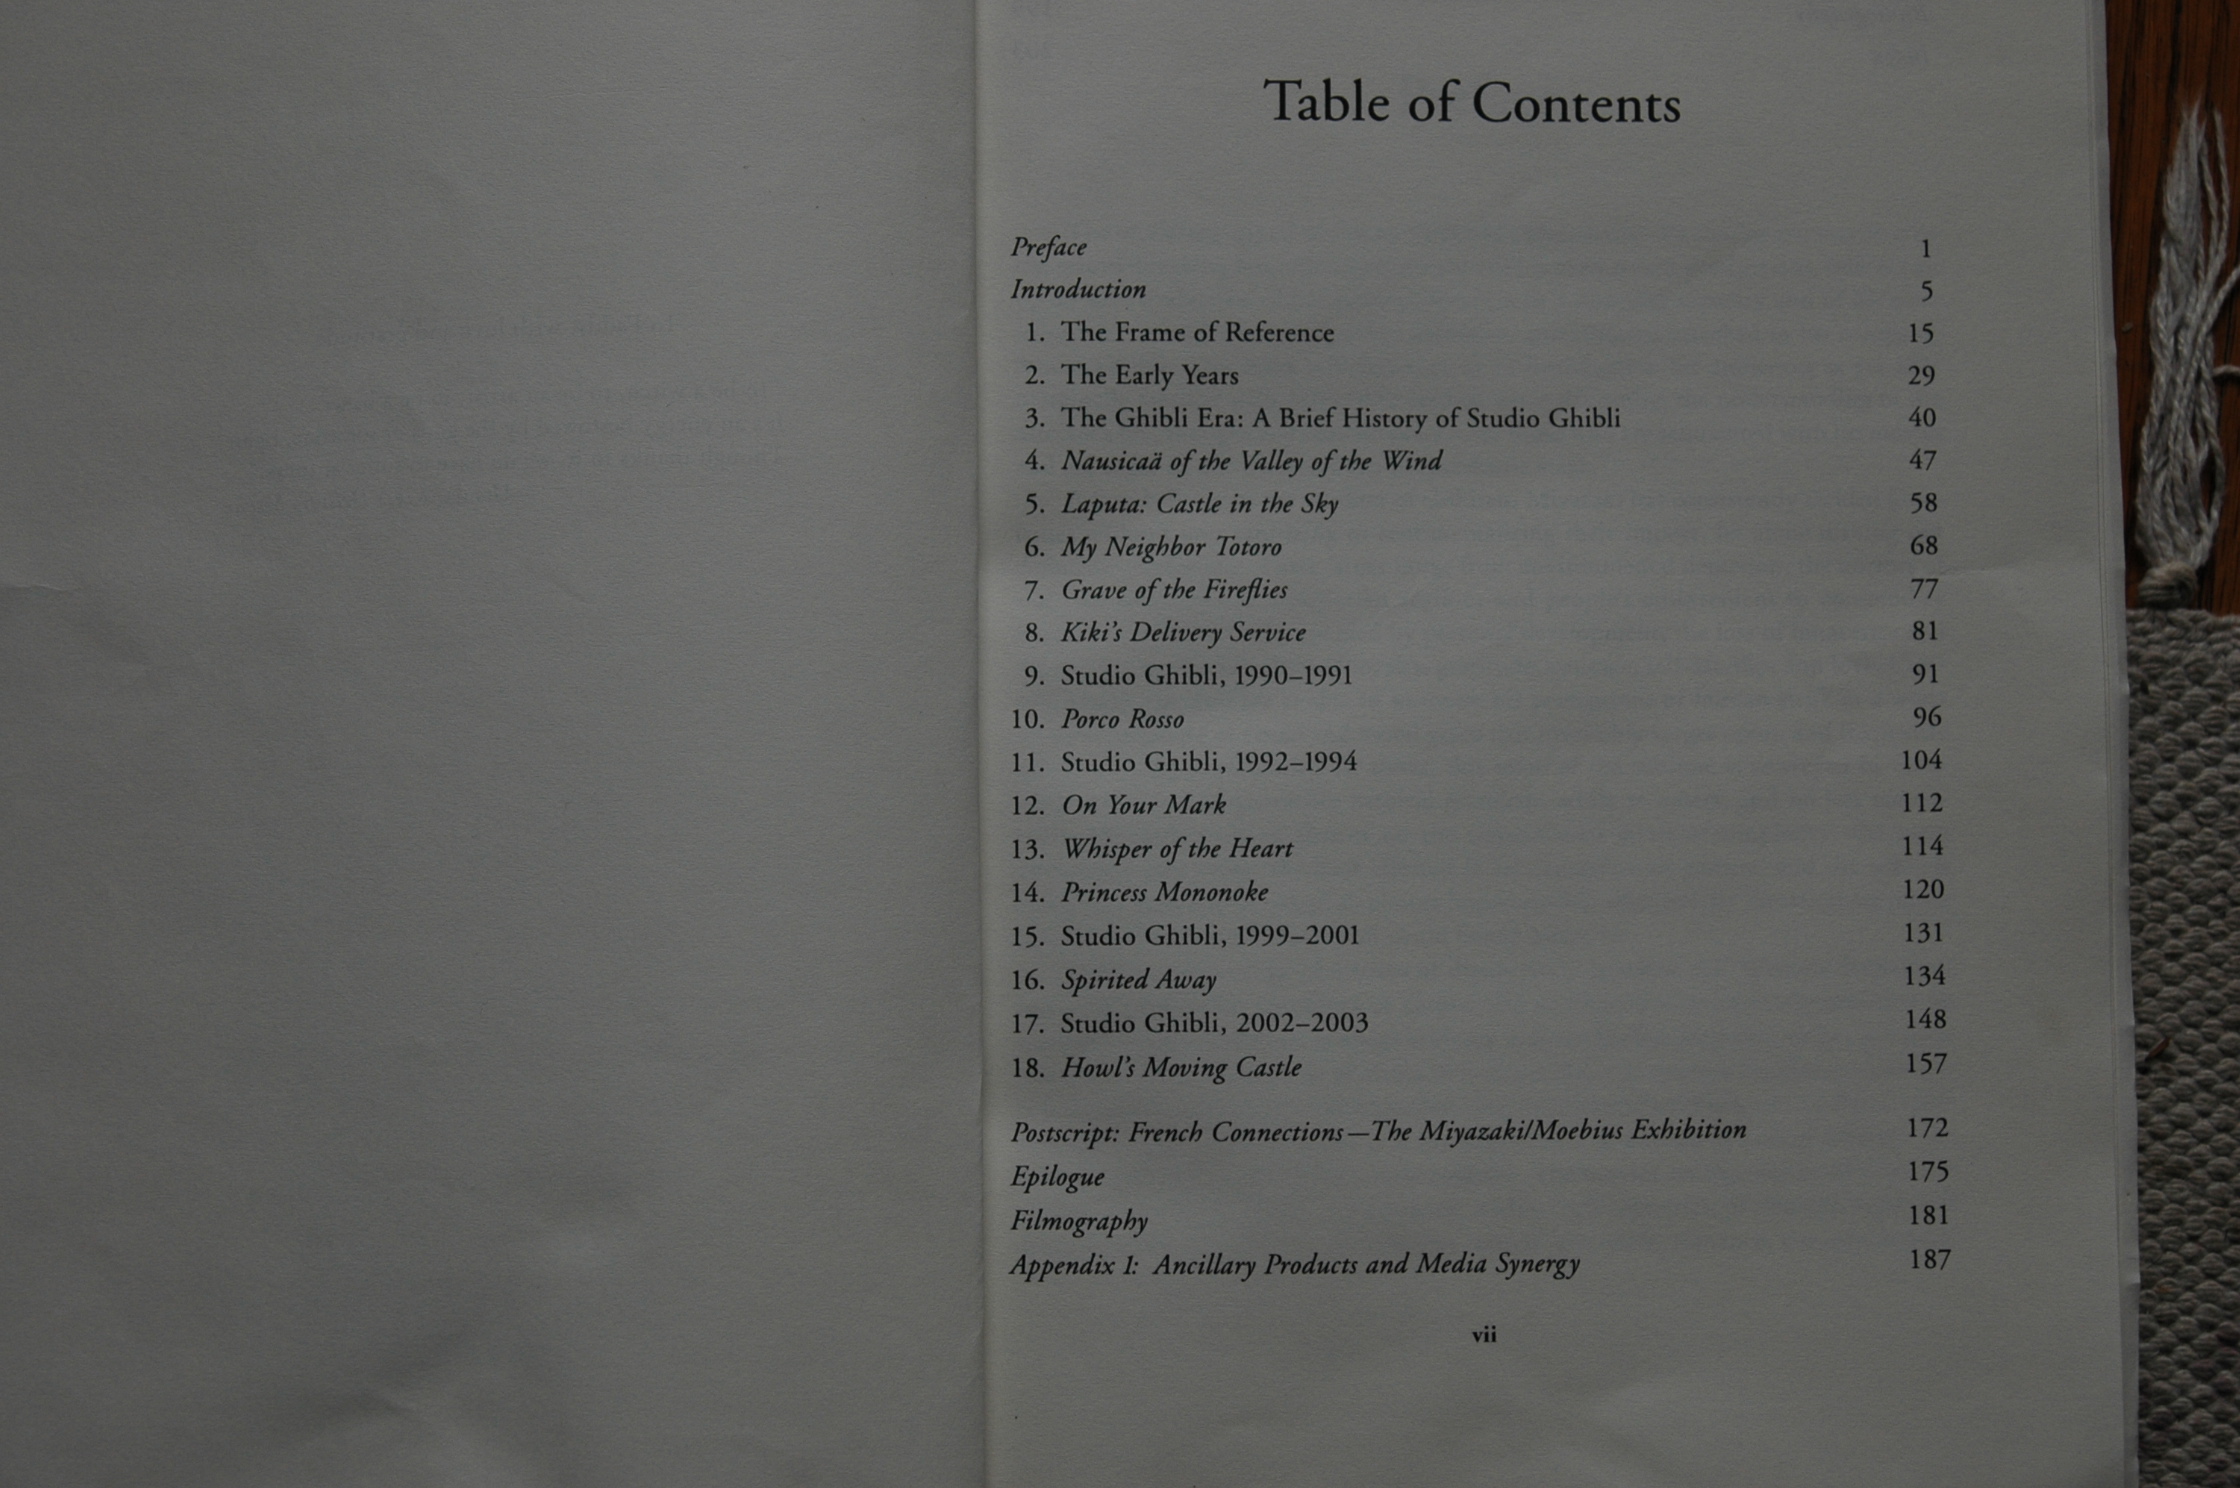 Table of Contents
Preface 1
Introduction 5
1. The Frame of Reference 15
2. The Early Years 29
3. The Ghibli Era: A Brief History of Studio Ghibli 40
4. Nausicaä of the Valley of the Wind 47
5. Laputa: Castle in the Sky 58
6. My Neighbor Totoro 68
7. Grave of the Fireflies 77
8. Kiki's Delivery Service 81
9. Studio Ghibli, 1990–1991 91
10. Porco Rosso 96
11. Studio Ghibli, 1992–1994 104
12. On Your Mark 112
13. Whisper of the Heart 114
14. Princess Mononoke 120
15. Studio Ghibli, 1999–2001 131
16. Spirited Away 134
17. Studio Ghibli, 2002–2003 148
18. Howl's Moving Castle 157
Postscript: French Connections—The Miyazaki/Moebius Exhibition 172
Epilogue 175
Filmography 181
Appendix 1: Ancillary Products and Media Synergy 187
vii